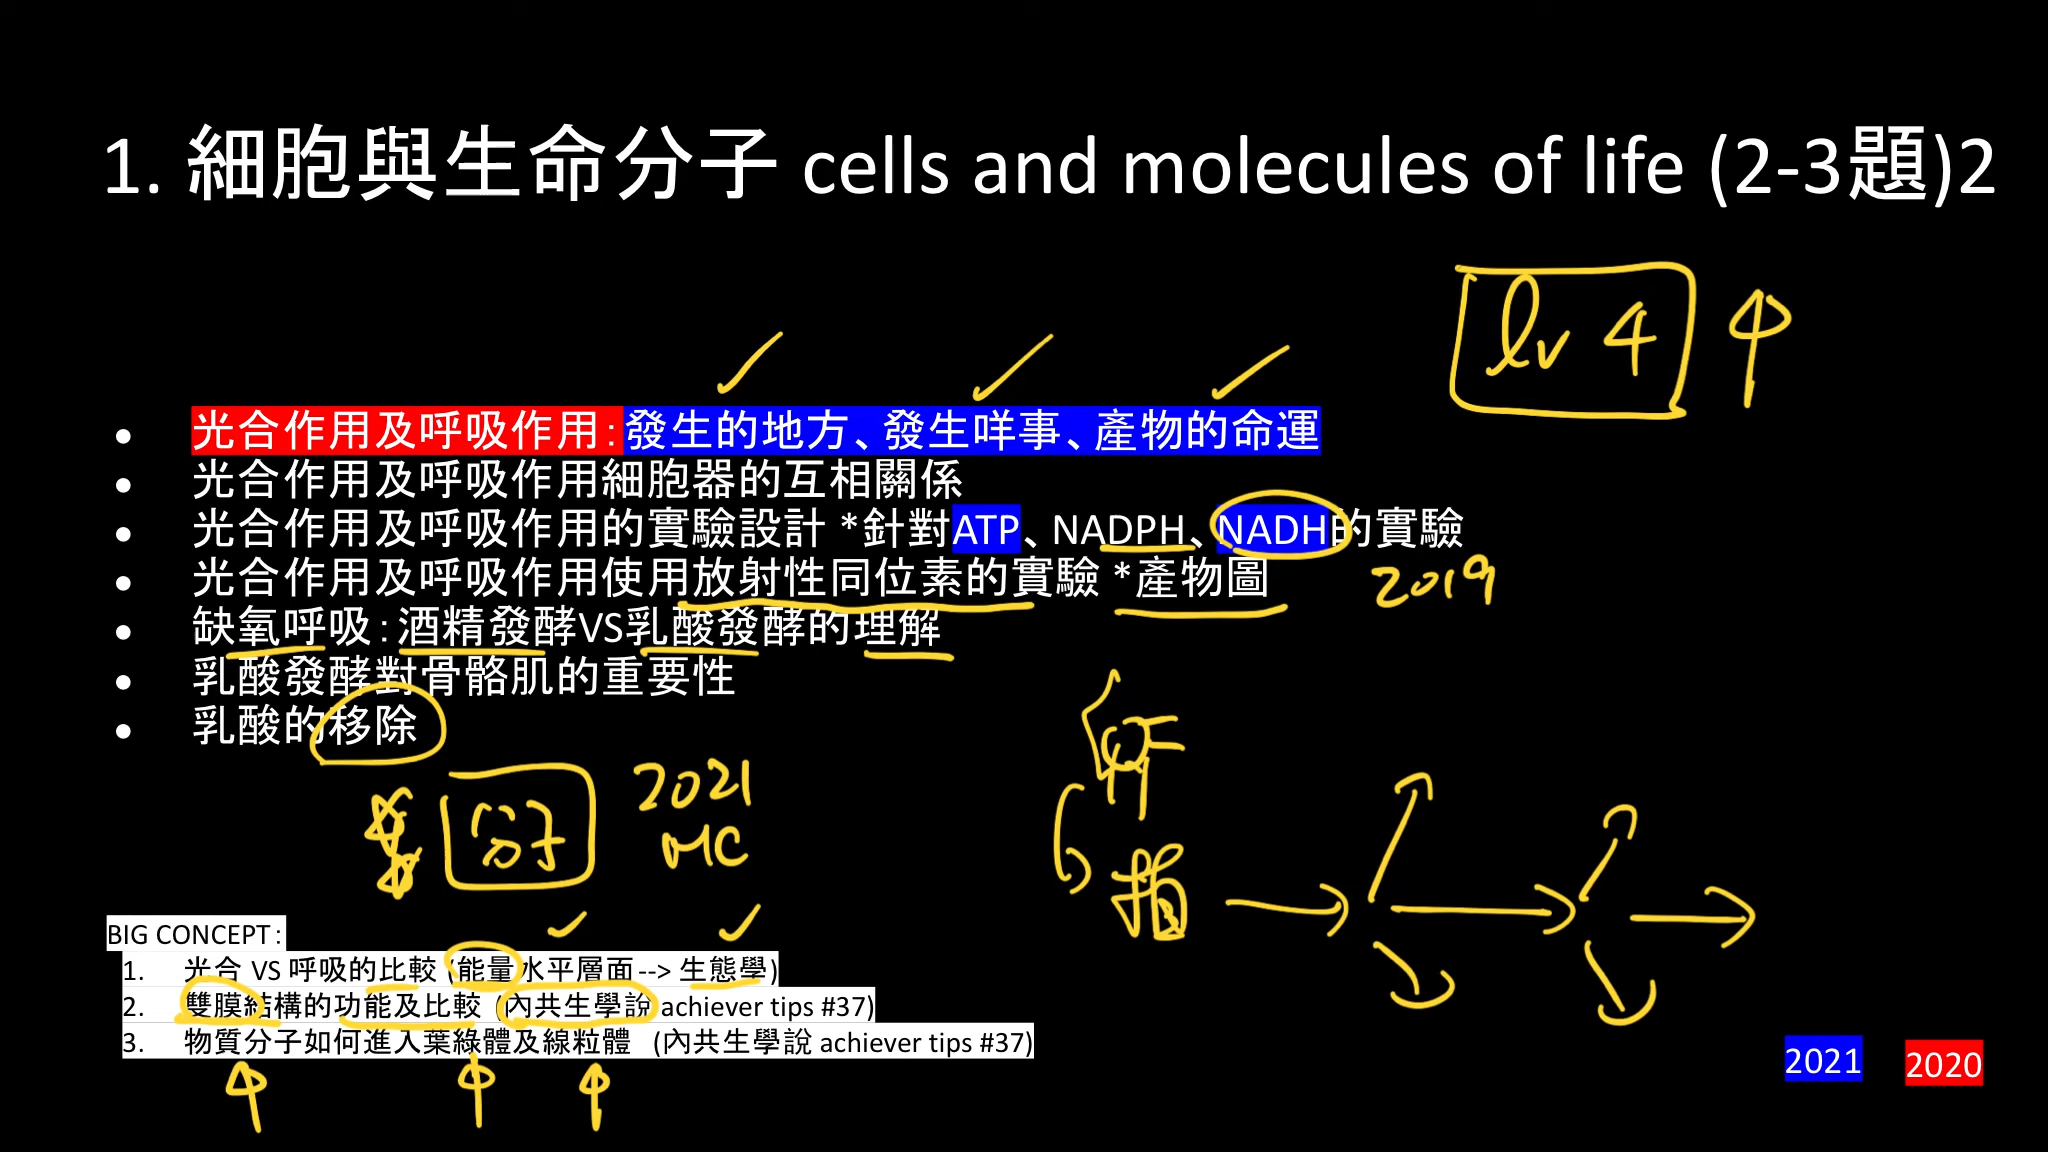 1. 細胞與生命分子 cells and molecules of life (2-3題)2
lv 4
● 光合作用及呼吸作用：發生的地方、發生咩事、產物的命運
● 光合作用及呼吸作用細胞器的互相關係
● 光合作用及呼吸作用的實驗設計 *針對ATP、NADPH、NADH的實驗
● 光合作用及呼吸作用使用放射性同位素的實驗 *產物圖
2019
● 缺氧呼吸：酒精發酵VS乳酸發酵的理解
● 乳酸發酵對骨骼肌的重要性
● 乳酸的移除
分子
2021
MC
BIG CONCEPT：
1. 光合 VS 呼吸的比較 (能量水平層面--> 生態學)
2. 雙膜結構的功能及比較 (內共生學說 achiever tips #37)
3. 物質分子如何進入葉綠體及線粒體 (內共生學說 achiever tips #37)
2021
2020